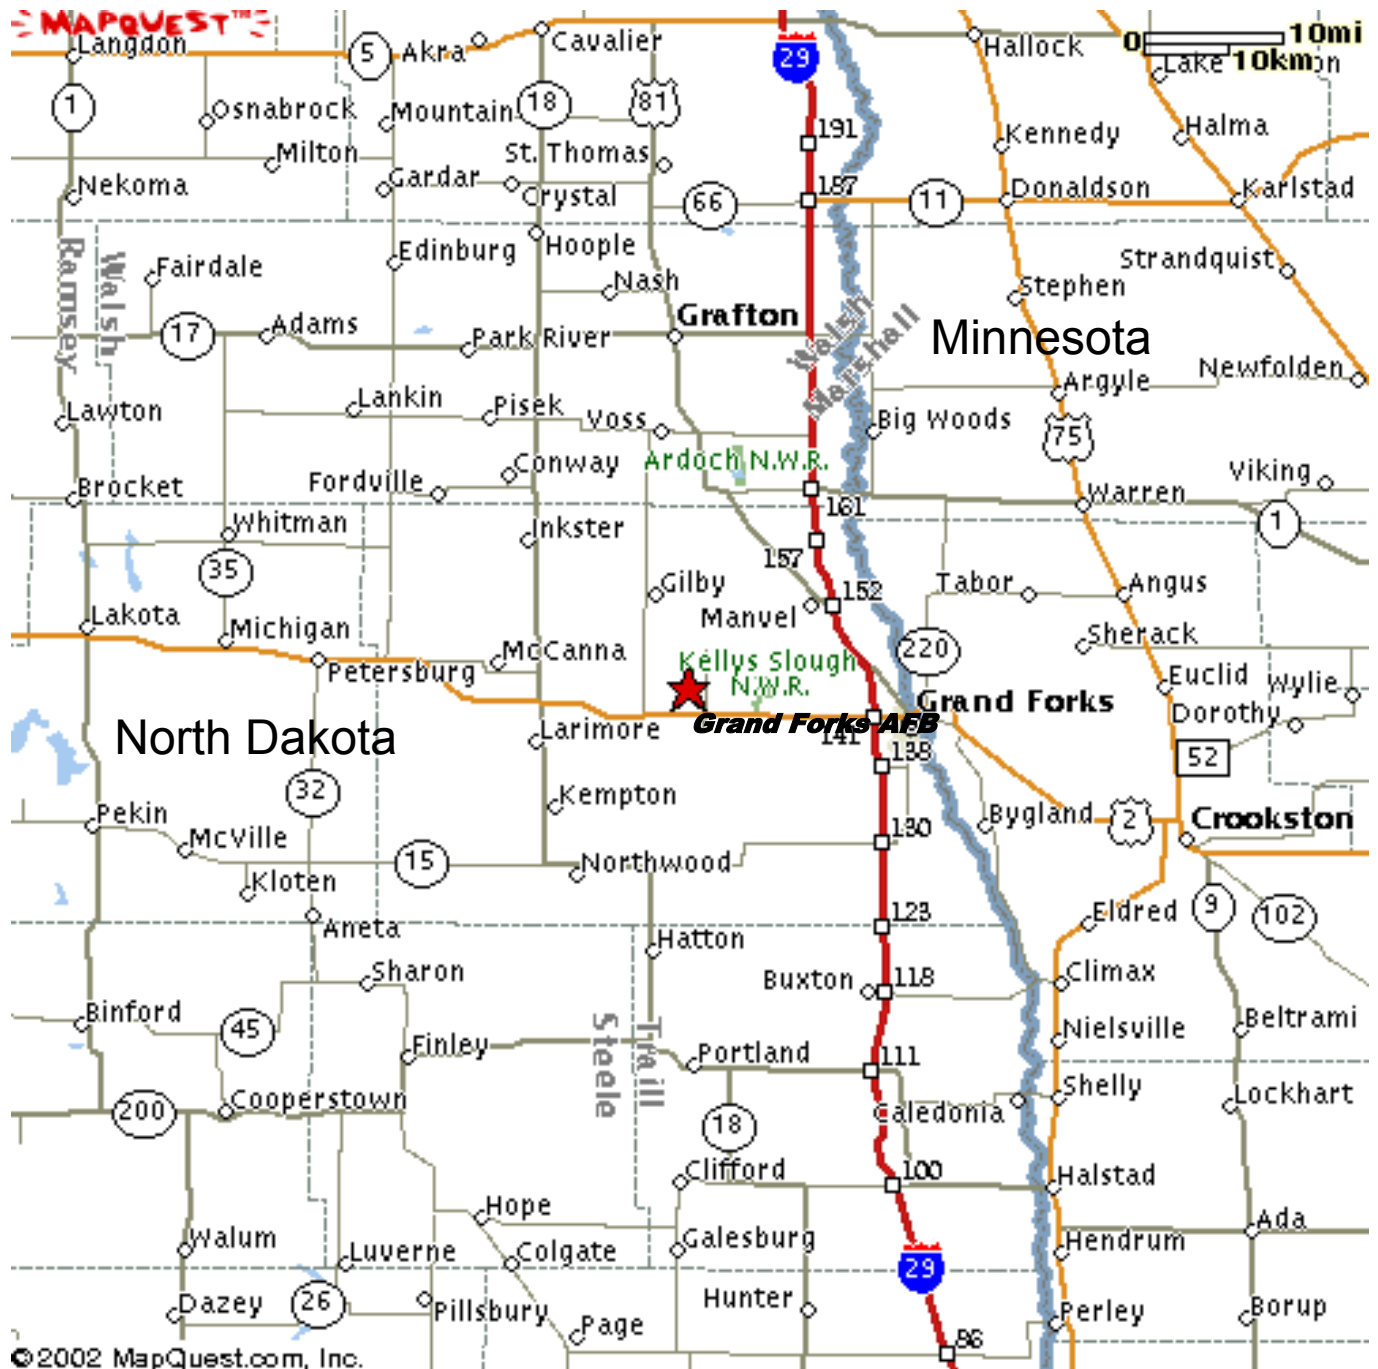 MAPQUEST™
Langdon
5
Akra
Cavalier
29
Hallock
0
10mi
10km
Lake
1
Osnabrock
Mountain
18
81
191
Kennedy
Halma
Milton
St. Thomas
Nekoma
Gardar
Crystal
66
187
11
Donaldson
Karlstad
Ramsey
Walsh
Fairdale
Edinburg
Hoople
Nash
Stephen
Strandquist
17
Adams
Park River
Grafton
Walsh
Marshall
Minnesota
Newfolden
Argyle
Lawton
Lankin
Pisek
Voss
Big Woods
75
Ardoch N.W.R.
Conway
Fordville
Brocket
Viking
Warren
161
1
Whitman
Inkster
157
35
Gilby
152
Tabor
Angus
Manvel
Lakota
Michigan
McCanna
220
Sherack
Petersburg
Kellys Slough
N.W.R.
Euclid
Wylie
Grand Forks
Dorothy
Grand Forks AFB
North Dakota
Larimore
141
138
52
32
Kempton
Pekin
McVille
Bygland
2
Crookston
130
15
Northwood
Kloten
Aneta
123
Eldred
9
102
Hatton
Sharon
Buxton
118
Climax
Binford
45
Steele
Traill
Nielsville
Beltrami
Finley
Portland
111
Shelly
Lockhart
200
Cooperstown
18
Caledonia
Clifford
100
Halstad
Hope
Ada
Walum
Luverne
Colgate
Galesburg
Hendrum
29
Dazey
26
Pillsbury
Hunter
Perley
Borup
Page
86
©2002 MapQuest.com, Inc.